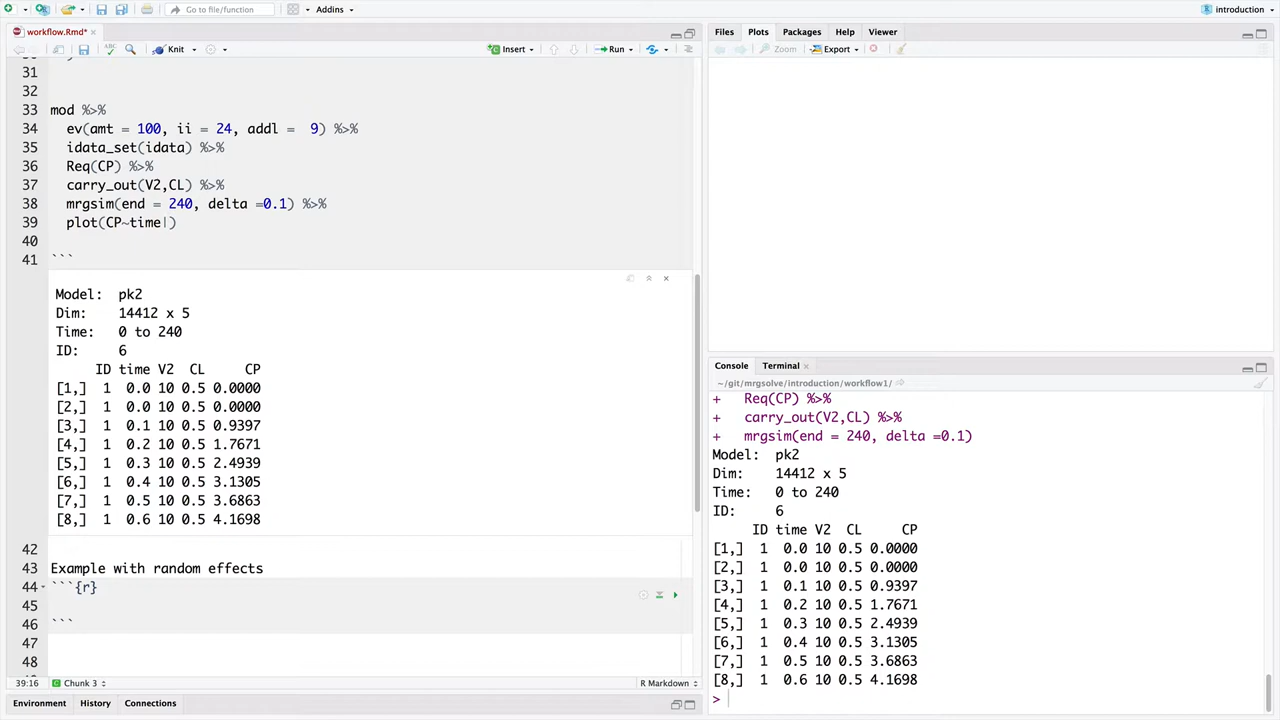 Go to file/function
Addins
introduction
workflow.Rmd*
Knit
Insert
Run
31
32
33 mod %>%
34 ev(amt = 100, ii = 24, addl =  9) %>%
35 idata_set(idata) %>%
36 Req(CP) %>%
37 carry_out(V2,CL) %>%
38 mrgsim(end = 240, delta =0.1) %>%
39 plot(CP~time|)
40
41 ```
Model: pk2
Dim: 14412 x 5
Time: 0 to 240
ID: 6
ID time V2 CL CP
[1,] 1 0.0 10 0.5 0.0000
[2,] 1 0.0 10 0.5 0.0000
[3,] 1 0.1 10 0.5 0.9397
[4,] 1 0.2 10 0.5 1.7671
[5,] 1 0.3 10 0.5 2.4939
[6,] 1 0.4 10 0.5 3.1305
[7,] 1 0.5 10 0.5 3.6863
[8,] 1 0.6 10 0.5 4.1698
42
43 Example with random effects
44 ```{r}
45
46 ```
47
48
39:16 Chunk 3 R Markdown
Environment History Connections
Files Plots Packages Help Viewer
Zoom Export
Console Terminal
~/git/mrgsolve/introduction/workflow1/
+ Req(CP) %>%
+ carry_out(V2,CL) %>%
+ mrgsim(end = 240, delta =0.1)
Model: pk2
Dim: 14412 x 5
Time: 0 to 240
ID: 6
ID time V2 CL CP
[1,] 1 0.0 10 0.5 0.0000
[2,] 1 0.0 10 0.5 0.0000
[3,] 1 0.1 10 0.5 0.9397
[4,] 1 0.2 10 0.5 1.7671
[5,] 1 0.3 10 0.5 2.4939
[6,] 1 0.4 10 0.5 3.1305
[7,] 1 0.5 10 0.5 3.6863
[8,] 1 0.6 10 0.5 4.1698
>